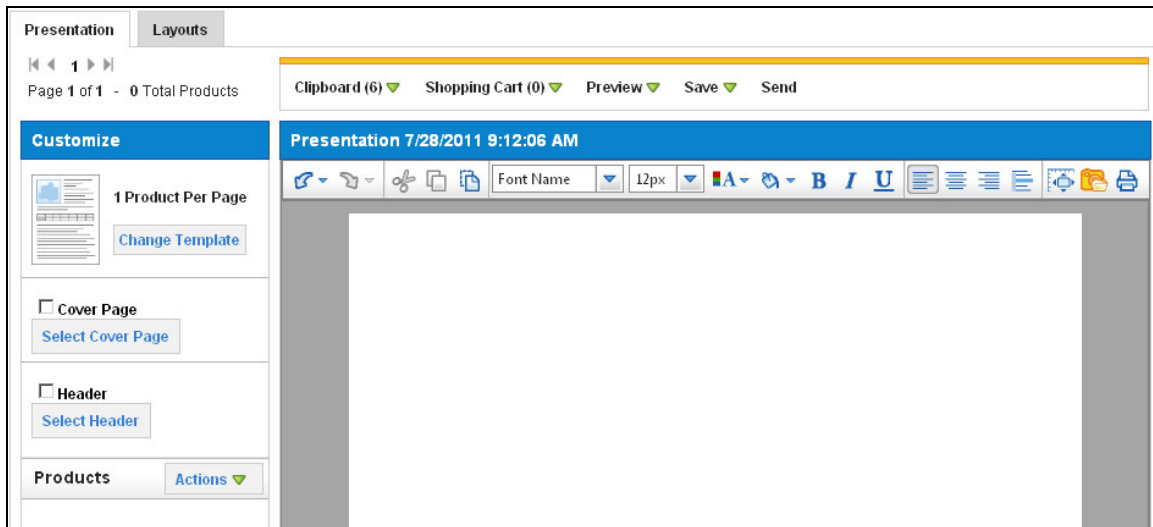 Presentation Layouts
1
Page 1 of 1 - 0 Total Products
Clipboard (6) Shopping Cart (0) Preview Save Send
Customize
Presentation 7/28/2011 9:12:06 AM
Font Name 12px A B I U
1 Product Per Page
Change Template
Cover Page
Select Cover Page
Header
Select Header
Products Actions